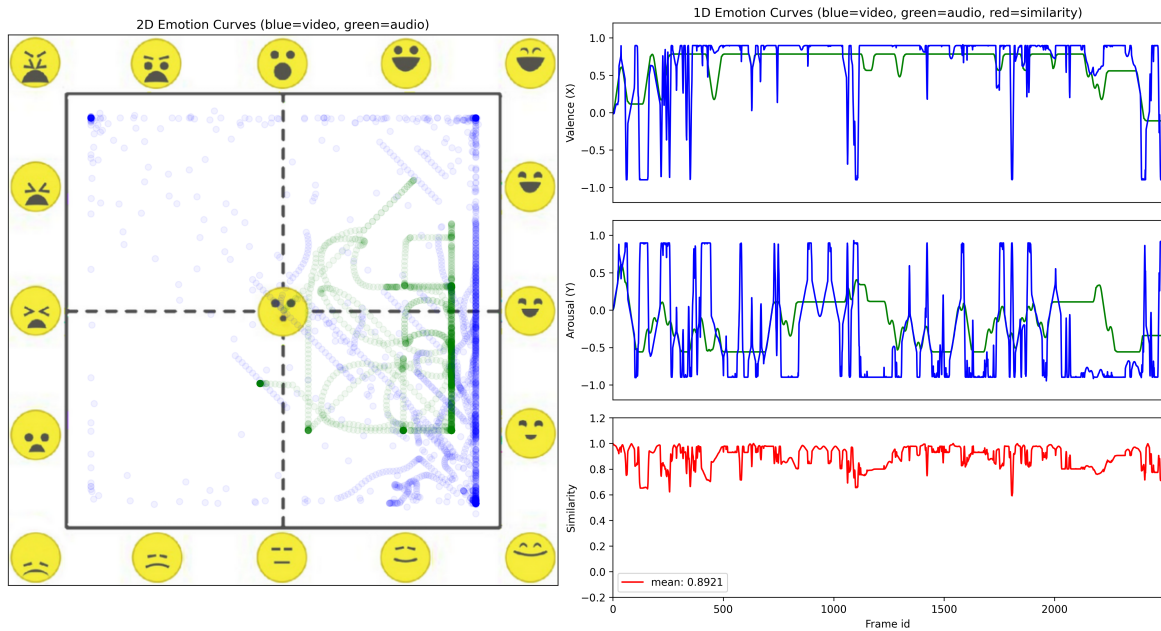 2D Emotion Curves (blue=video, green=audio)
1D Emotion Curves (blue=video, green=audio, red=similarity)
1.0
0.5
0.0
−0.5
−1.0
Valence (X)
1.0
0.5
0.0
−0.5
−1.0
Arousal (Y)
1.2
1.0
0.8
0.6
0.4
0.2
0.0
−0.2
Similarity
mean: 0.8921
0 500 1000 1500 2000
Frame id